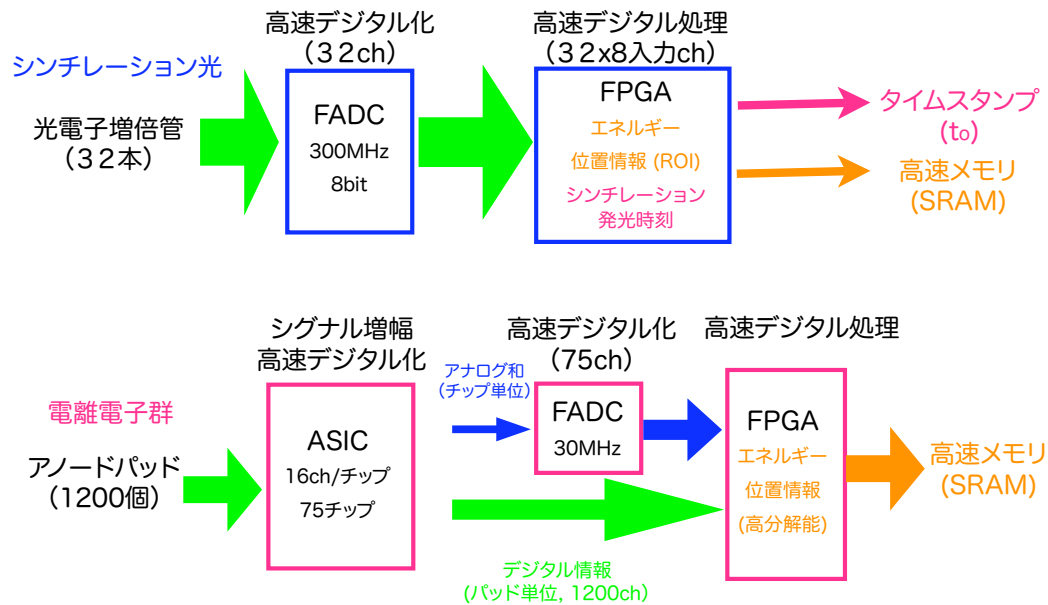 高速デジタル化
(３２ch)
高速デジタル処理
(３２x8入力ch)
シンチレーション光
光電子増倍管
(３２本)
FADC
300MHz
8bit
FPGA
エネルギー
位置情報 (ROI)
シンチレーション
発光時刻
タイムスタンプ
(to)
高速メモリ
(SRAM)
シグナル増幅
高速デジタル化
高速デジタル化
(75ch)
高速デジタル処理
電離電子群
アノードパッド
(1200個)
ASIC
16ch/チップ
75チップ
アナログ和
(チップ単位)
FADC
30MHz
FPGA
エネルギー
位置情報
(高分解能)
高速メモリ
(SRAM)
デジタル情報
(パッド単位, 1200ch)